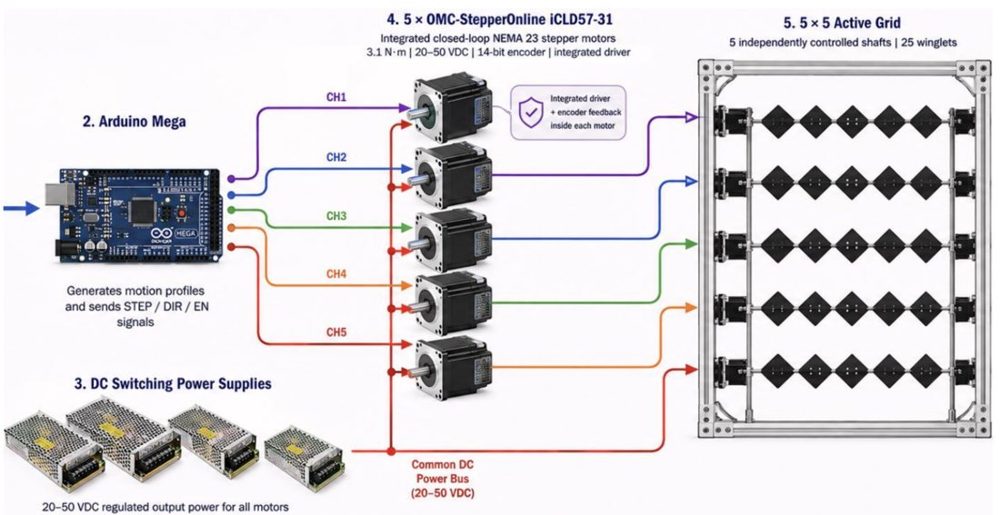 4. 5 × OMC-StepperOnline iCLD57-31
Integrated closed-loop NEMA 23 stepper motors
3.1 N·m | 20–50 VDC | 14-bit encoder | integrated driver
5. 5 × 5 Active Grid
5 independently controlled shafts | 25 winglets
2. Arduino Mega
CH1
CH2
CH3
CH4
CH5
Integrated driver
+ encoder feedback
inside each motor
MEGA
Generates motion profiles
and sends STEP / DIR / EN
signals
3. DC Switching Power Supplies
20–50 VDC regulated output power for all motors
Common DC
Power Bus
(20–50 VDC)